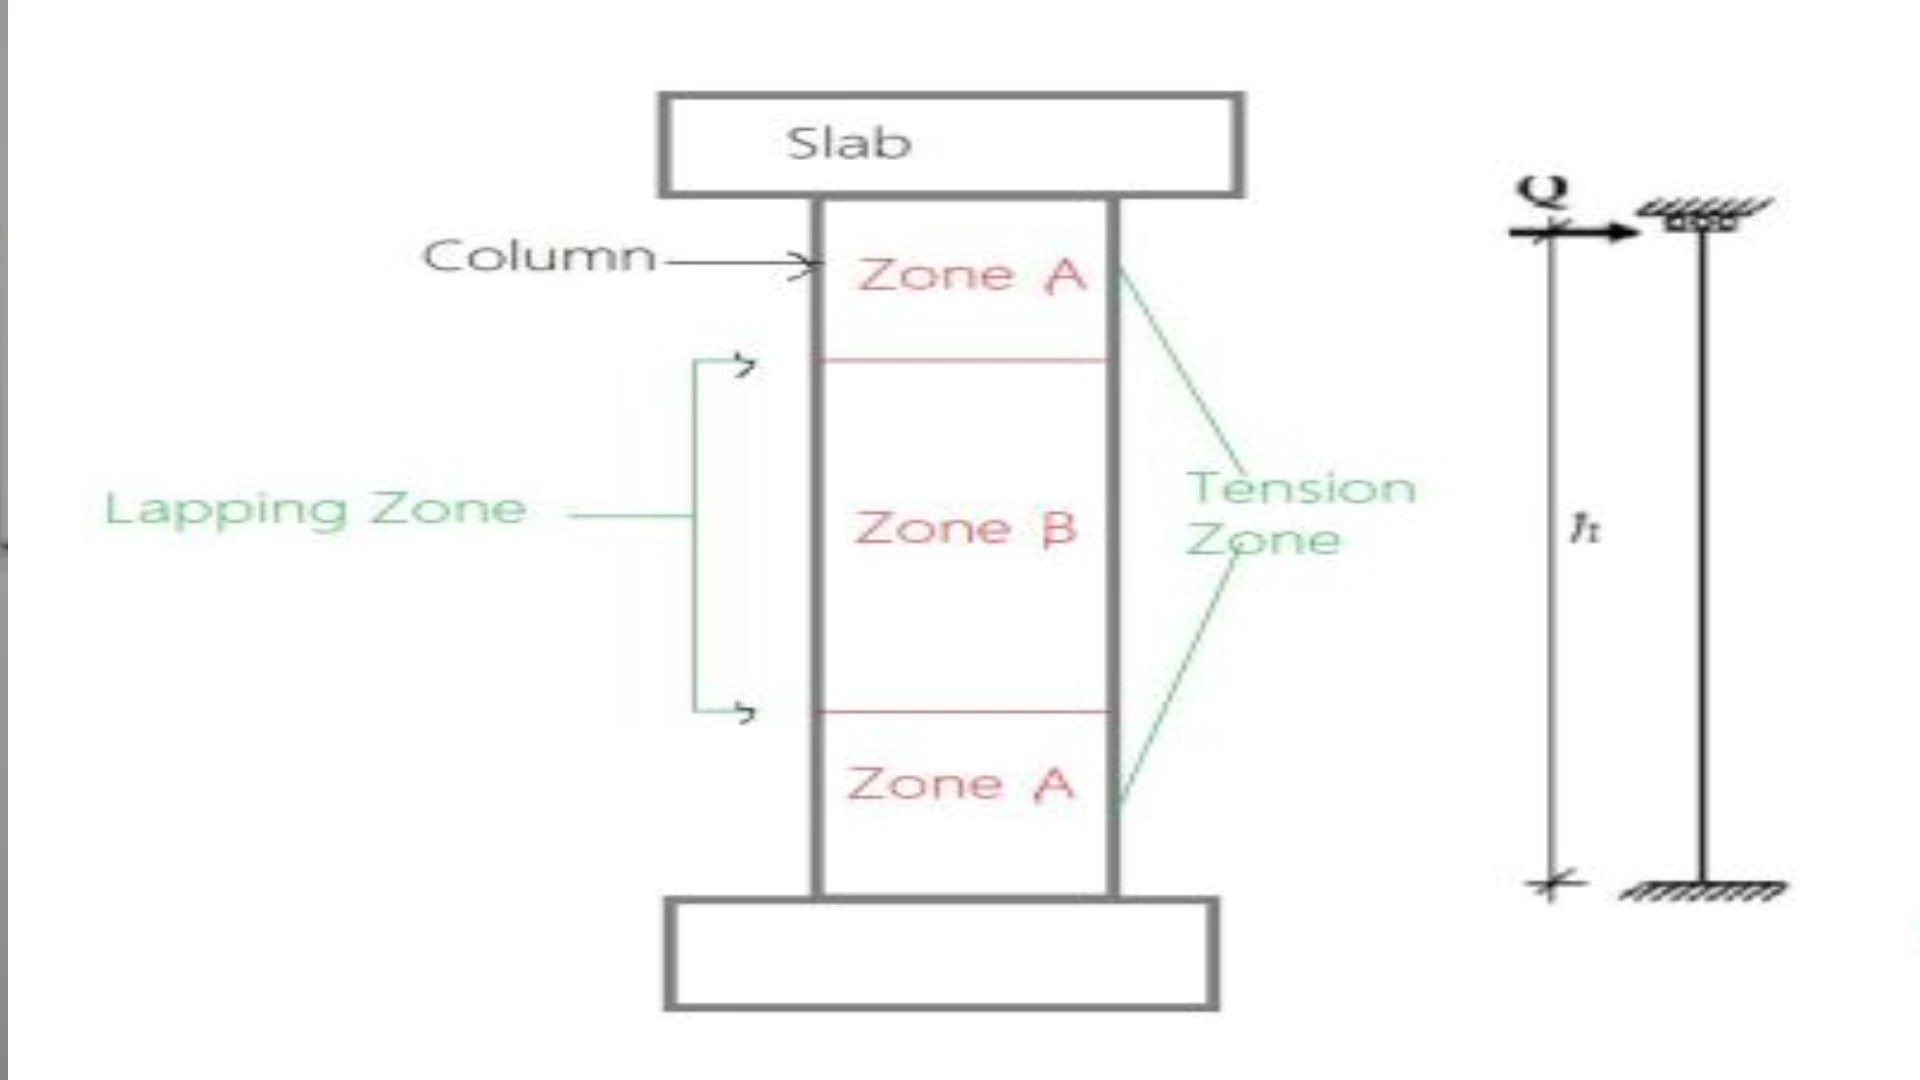 Slab
Column
Zone A
Lapping Zone
Zone B
Tension
Zone
Zone A
Q
h